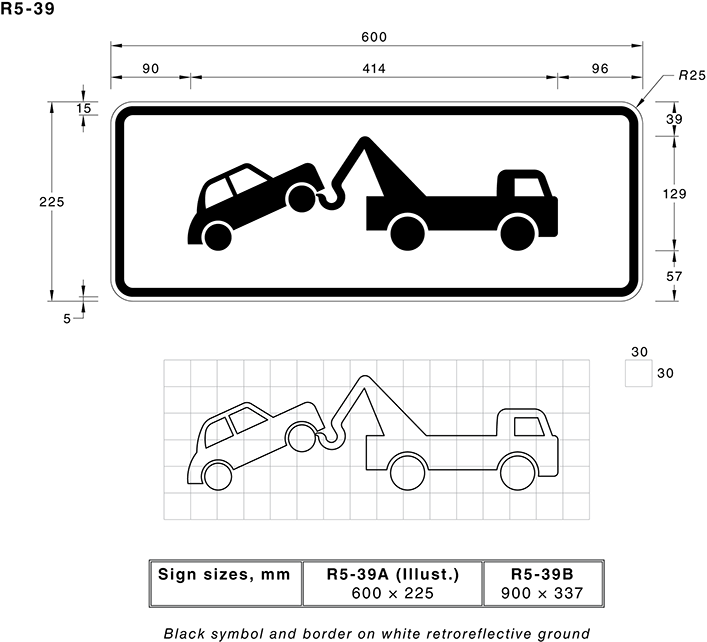 R5-39
600
90 414 96
R25
15
39
225
129
57
5
30
30
Sign sizes, mm R5-39A (Illust.) R5-39B
600 × 225 900 × 337
Black symbol and border on white retroreflective ground